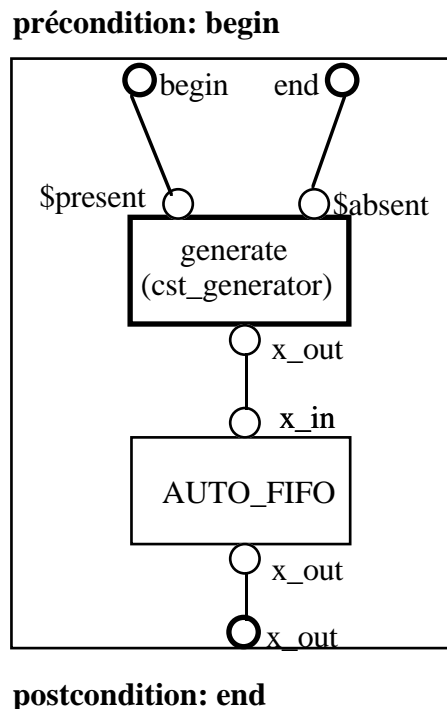 précondition: begin
begin end
$present $absent
generate
(cst_generator)
x_out
x_in
AUTO_FIFO
x_out
x_out
postcondition: end